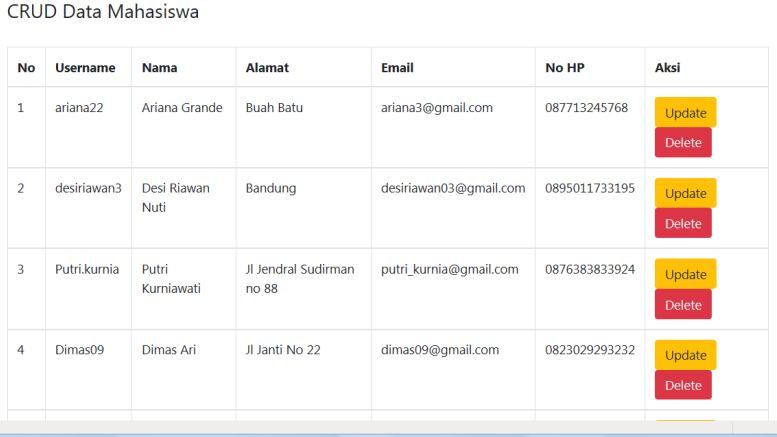 CRUD Data Mahasiswa
No Username Nama Alamat Email No HP Aksi
1 ariana22 Ariana Grande Buah Batu ariana3@gmail.com 087713245768 Update
Delete
2 desiriawan3 Desi Riawan Bandung desiriawan03@gmail.com 0895011733195 Update
Nuti
Delete
3 Putri.kurnia Putri Jl Jendral Sudirman putri_kurnia@gmail.com 0876383833924 Update
Kurniawati no 88
Delete
4 Dimas09 Dimas Ari Jl Janti No 22 dimas09@gmail.com 0823029293232 Update
Delete